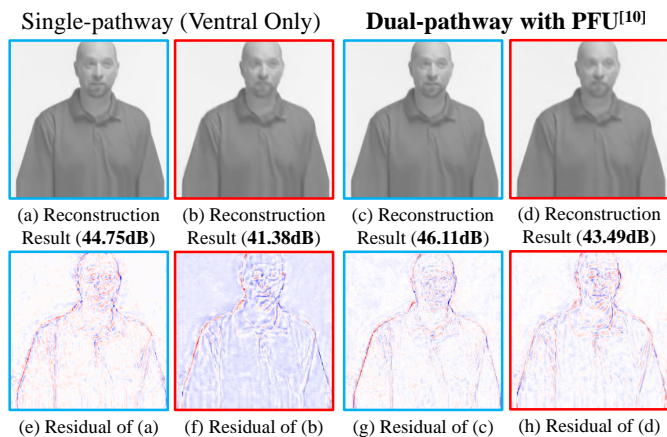 Single-pathway (Ventral Only)
Dual-pathway with PFU[10]
(a) Reconstruction
Result (44.75dB)
(b) Reconstruction
Result (41.38dB)
(c) Reconstruction
Result (46.11dB)
(d) Reconstruction
Result (43.49dB)
(e) Residual of (a)
(f) Residual of (b)
(g) Residual of (c)
(h) Residual of (d)